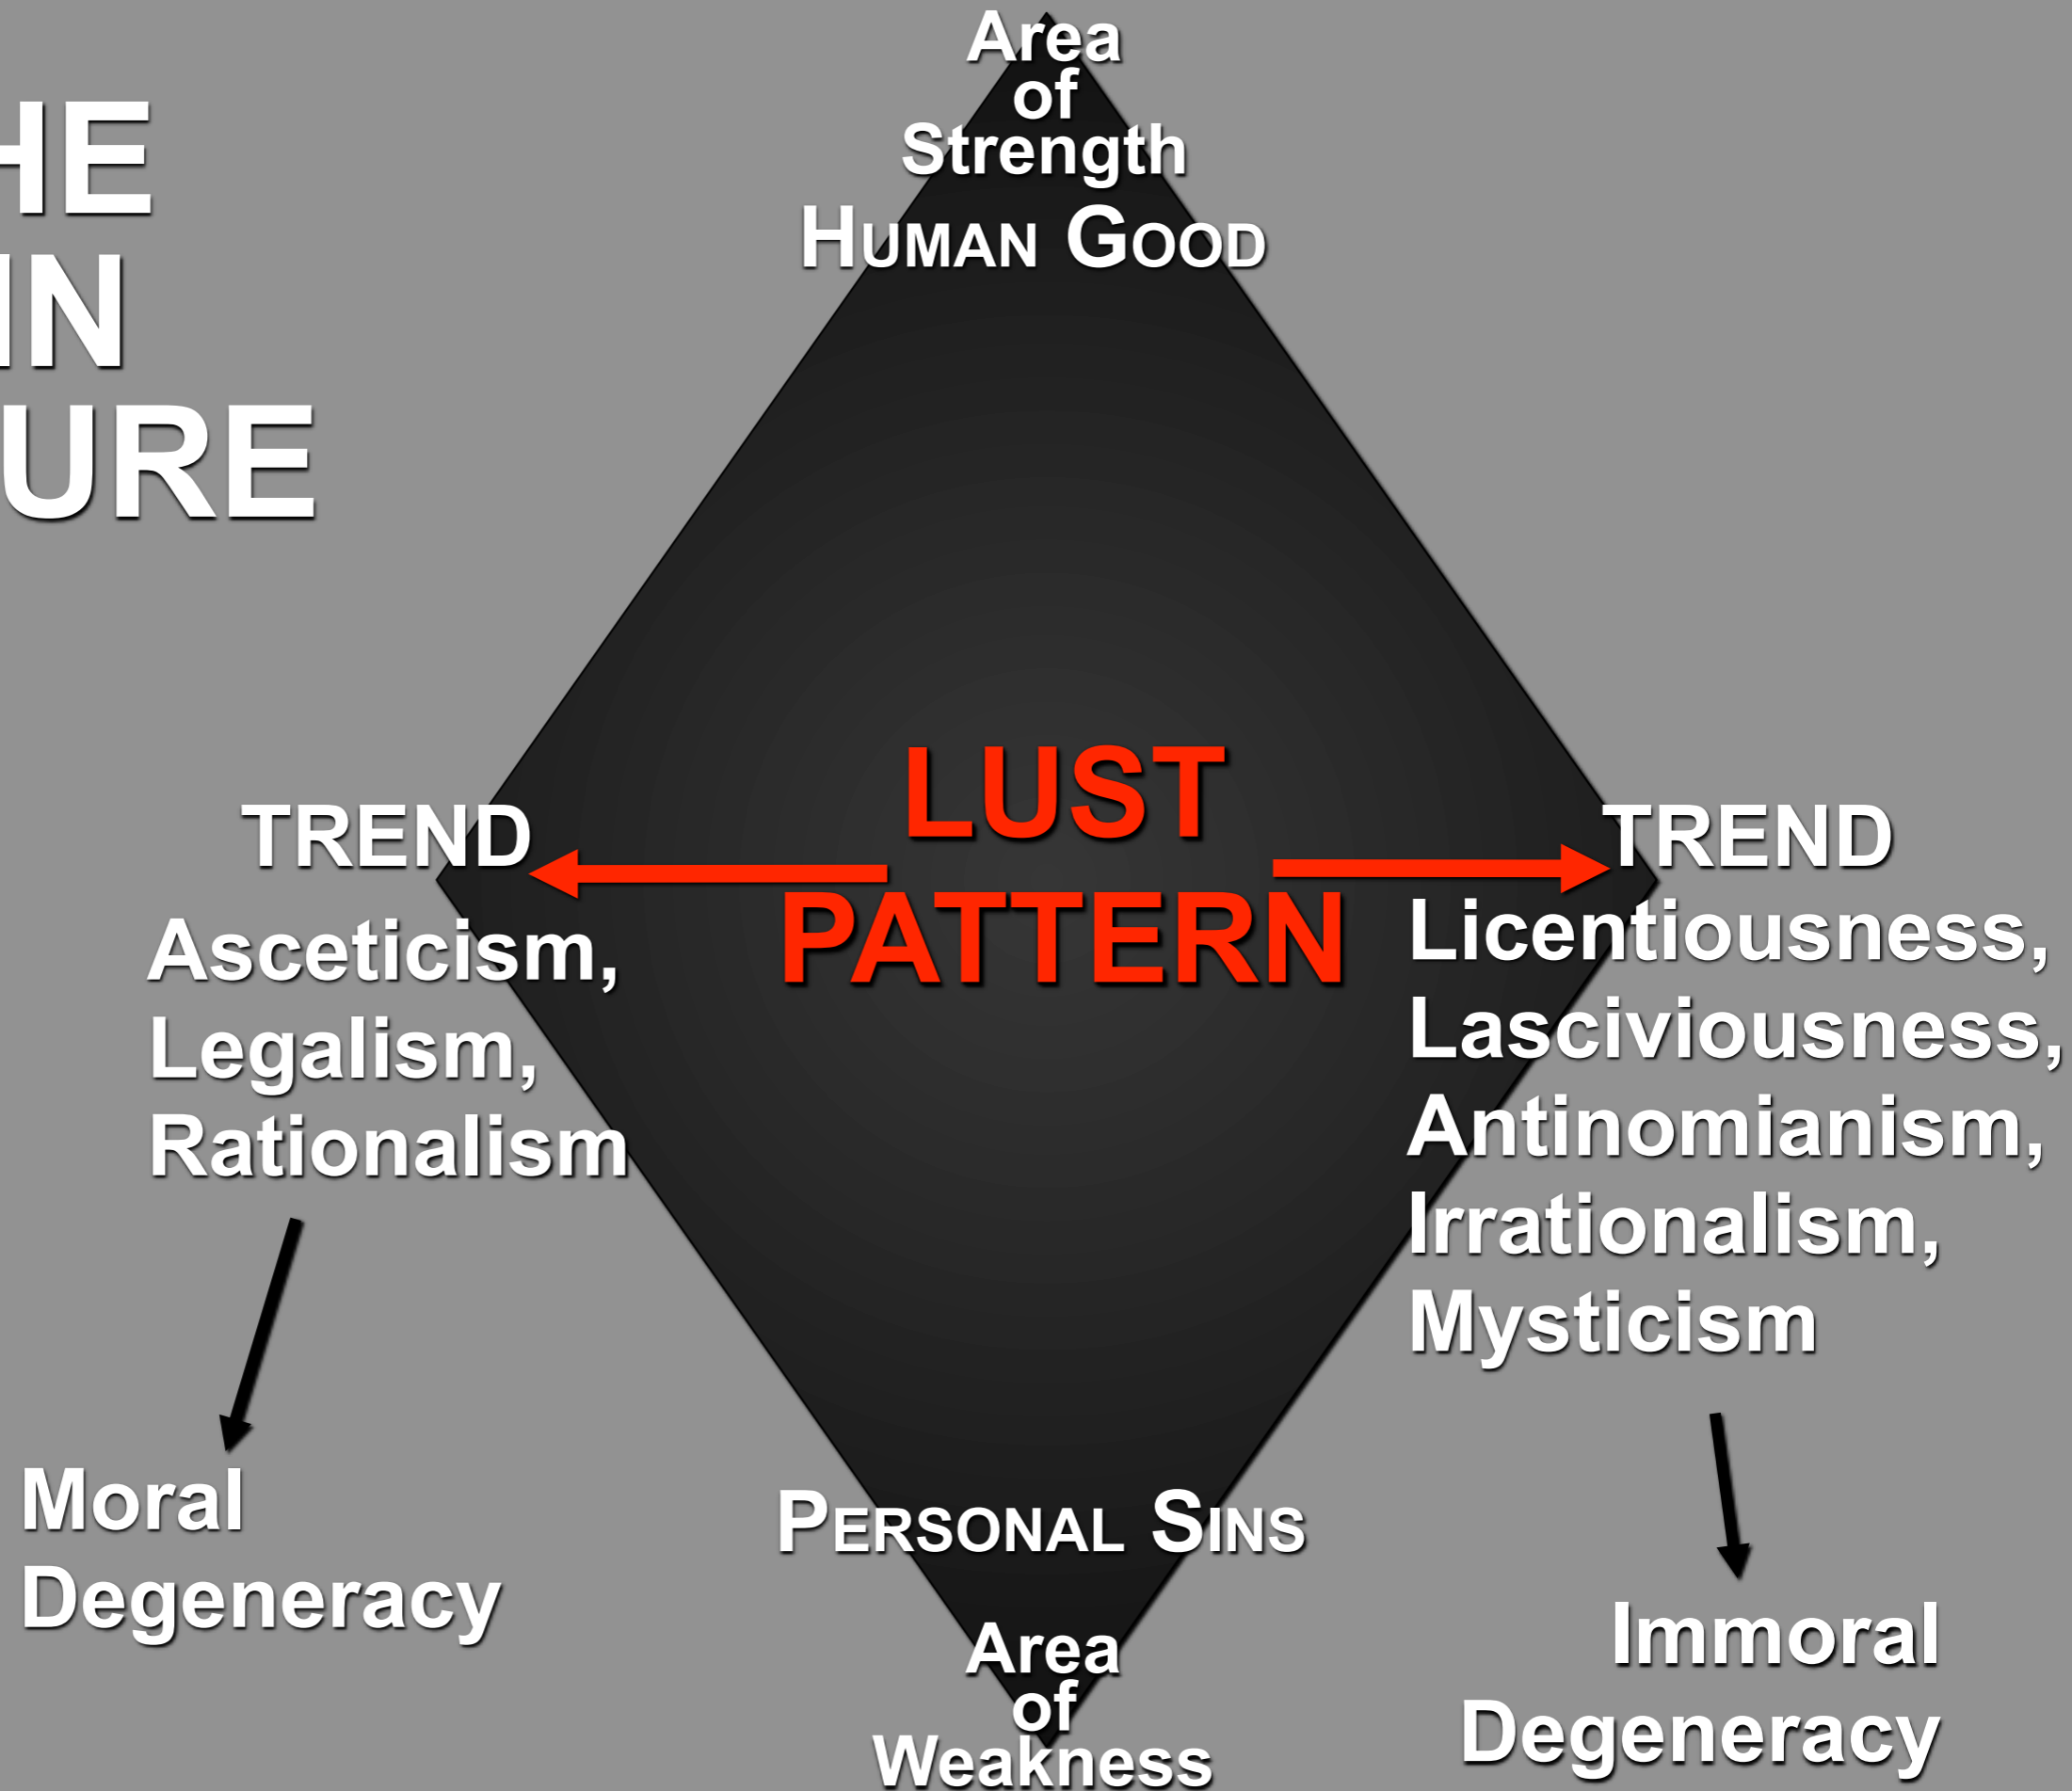 HE
IN
URE
Area
of
Strength
HUMAN GOOD
LUST
PATTERN
TREND
Asceticism,
Legalism,
Rationalism
TREND
Licentiousness,
Lasciviousness,
Antinomianism,
Irrationalism,
Mysticism
Moral
Degeneracy
PERSONAL SINS
Area
of
Weakness
Immoral
Degeneracy